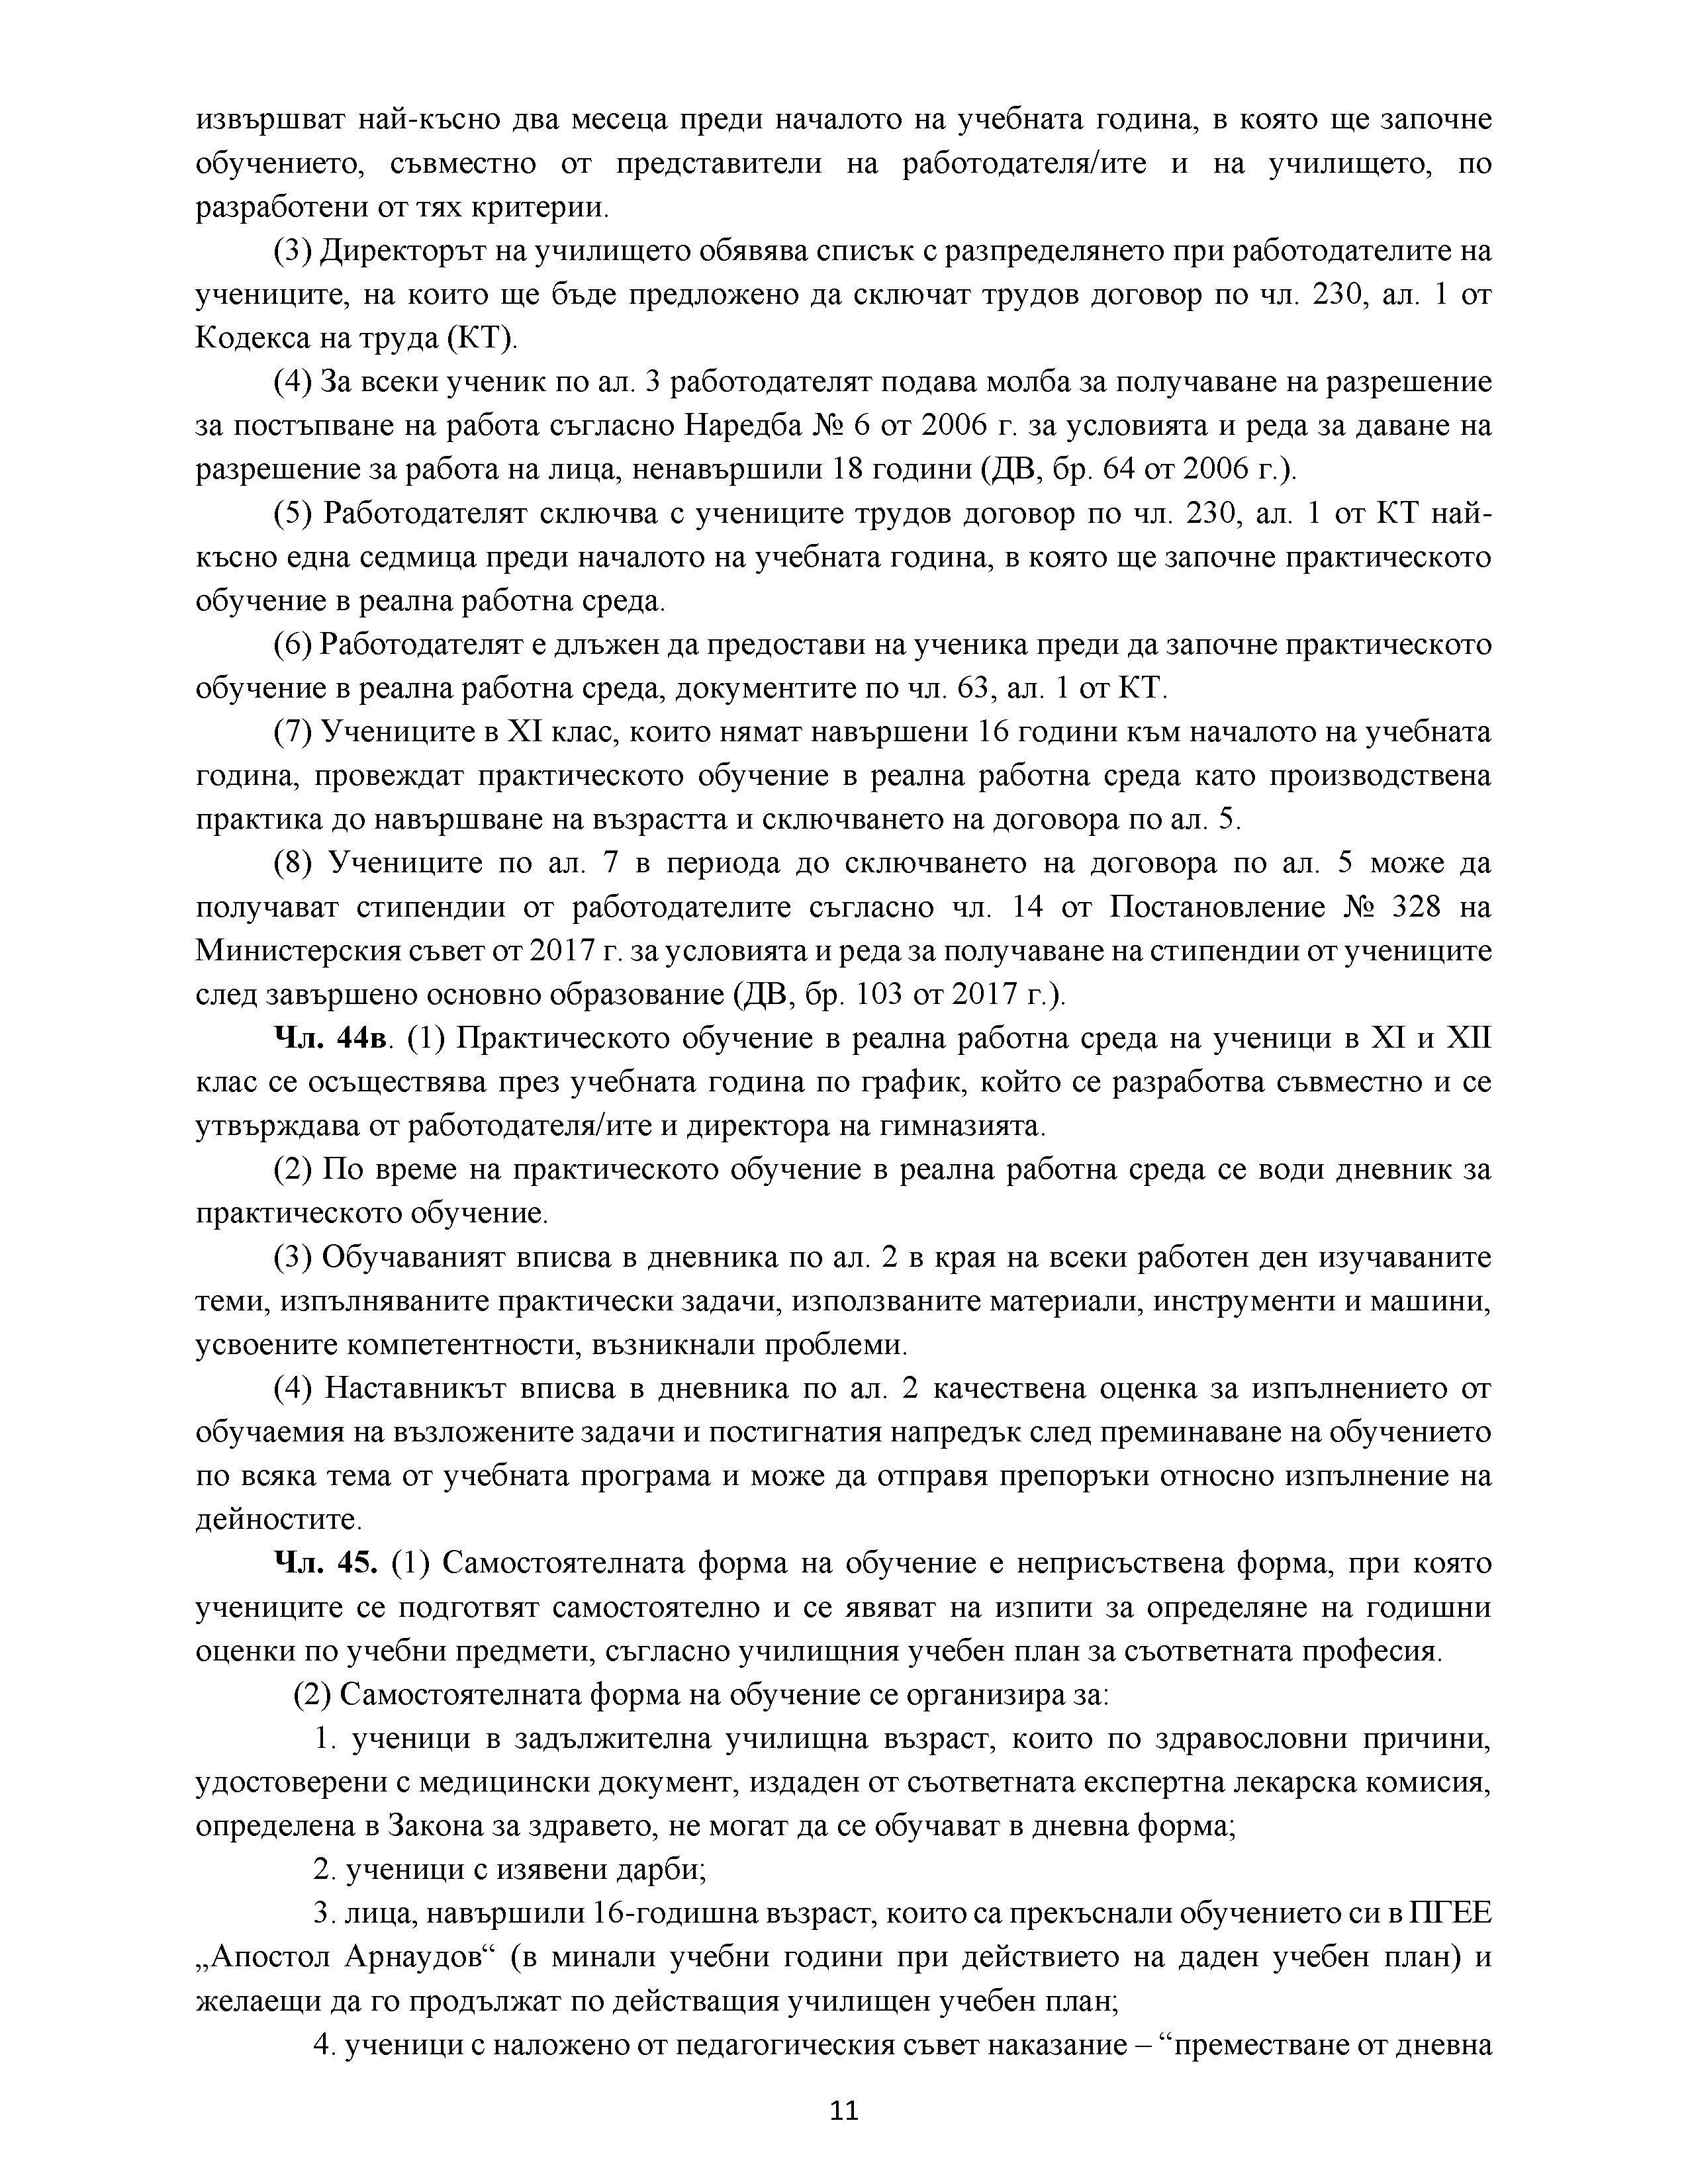 извършват най-късно два месеца преди началото на учебната година, в която ще започне
обучението, съвместно от представители на работодателя/ите и на училището, по
разработени от тях критерии.
(3) Директорът на училището обявява списък с разпределянето при работодателите на
учениците, на които ще бъде предложено да сключат трудов договор по чл. 230, ал. 1 от
Кодекса на труда (КТ).
(4) За всеки ученик по ал. 3 работодателят подава молба за получаване на разрешение
за постъпване на работа съгласно Наредба № 6 от 2006 г. за условията и реда за даване на
разрешение за работа на лица, ненавършили 18 години (ДВ, бр. 64 от 2006 г.).
(5) Работодателят сключва с учениците трудов договор по чл. 230, ал. 1 от КТ най-
късно една седмица преди началото на учебната година, в която ще започне практическото
обучение в реална работна среда.
(6) Работодателят е длъжен да предостави на ученика преди да започне практическото
обучение в реална работна среда, документите по чл. 63, ал. 1 от КТ.
(7) Учениците в XI клас, които нямат навършени 16 години към началото на учебната
година, провеждат практическото обучение в реална работна среда като производствена
практика до навършване на възрастта и сключването на договора по ал. 5.
(8) Учениците по ал. 7 в периода до сключването на договора по ал. 5 може да
получават стипендии от работодателите съгласно чл. 14 от Постановление № 328 на
Министерския съвет от 2017 г. за условията и реда за получаване на стипендии от учениците
след завършено основно образование (ДВ, бр. 103 от 2017 г.).
Чл. 44в. (1) Практическото обучение в реална работна среда на ученици в XI и XII
клас се осъществява през учебната година по график, който се разработва съвместно и се
утвърждава от работодателя/ите и директора на гимназията.
(2) По време на практическото обучение в реална работна среда се води дневник за
практическото обучение.
(3) Обучаваният вписва в дневника по ал. 2 в края на всеки работен ден изучаваните
теми, изпълняваните практически задачи, използваните материали, инструменти и машини,
усвоените компетентности, възникнали проблеми.
(4) Наставникът вписва в дневника по ал. 2 качествена оценка за изпълнението от
обучаемия на възложените задачи и постигнатия напредък след преминаване на обучението
по всяка тема от учебната програма и може да отправя препоръки относно изпълнение на
дейностите.
Чл. 45. (1) Самостоятелната форма на обучение е неприсъствена форма, при която
учениците се подготвят самостоятелно и се явяват на изпити за определяне на годишни
оценки по учебни предмети, съгласно училищния учебен план за съответната професия.
(2) Самостоятелната форма на обучение се организира за:
1. ученици в задължителна училищна възраст, които по здравословни причини,
удостоверени с медицински документ, издаден от съответната експертна лекарска комисия,
определена в Закона за здравето, не могат да се обучават в дневна форма;
2. ученици с изявени дарби;
3. лица, навършили 16-годишна възраст, които са прекъснали обучението си в ПГЕЕ
„Апостол Арнаудов“ (в минали учебни години при действието на даден учебен план) и
желаещи да го продължат по действащия училищен учебен план;
4. ученици с наложено от педагогическия съвет наказание – “преместване от дневна
11